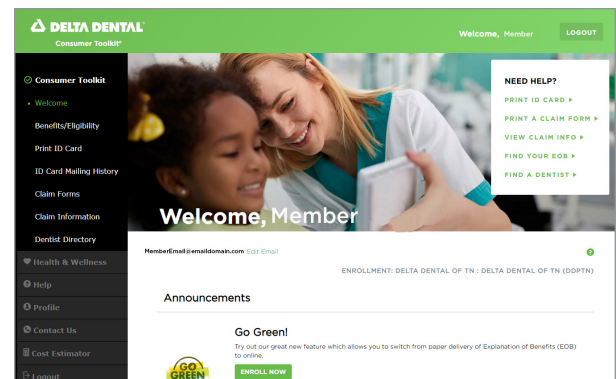 DELTA DENTAL
Consumer Toolkit®
Welcome, Member
LOGOUT
Consumer Toolkit
Welcome
Benefits/Eligibility
Print ID Card
ID Card Mailing History
Claim Forms
Claim Information
Dentist Directory
Health & Wellness
Help
Profile
Contact Us
Cost Estimator
Logout
NEED HELP?
PRINT ID CARD
PRINT A CLAIM FORM
VIEW CLAIM INFO
FIND YOUR EOB
FIND A DENTIST
Welcome, Member
MemberEmail@emaildomain.com Edit Email
ENROLLMENT: DELTA DENTAL OF TN : DELTA DENTAL OF TN (DDPTN)
Announcements
Go Green!
Try out our great new feature which allows you to switch from paper delivery of Explanation of Benefits (EOB)
to online.
ENROLL NOW
GO
GREEN